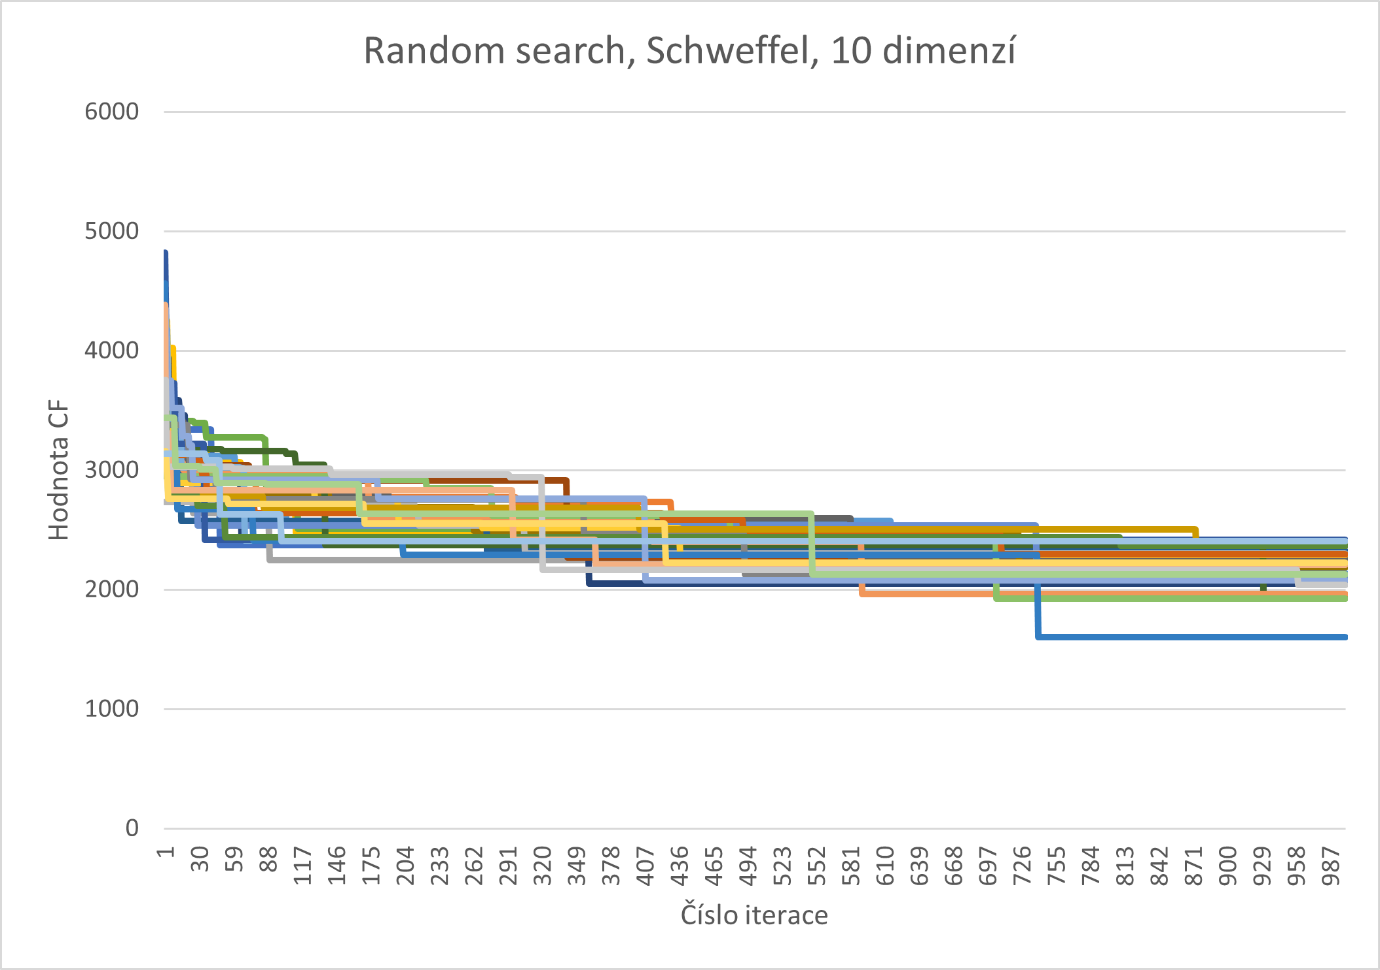 Random search, Schweffel, 10 dimenzí
6000
5000
4000
3000
2000
1000
0
Hodnota CF
1 30 59 88 117 146 175 204 233 262 291 320 349 378 407 436 465 494 523 552 581 610 639 668 697 726 755 784 813 842 871 900 929 958 987
Číslo iterace